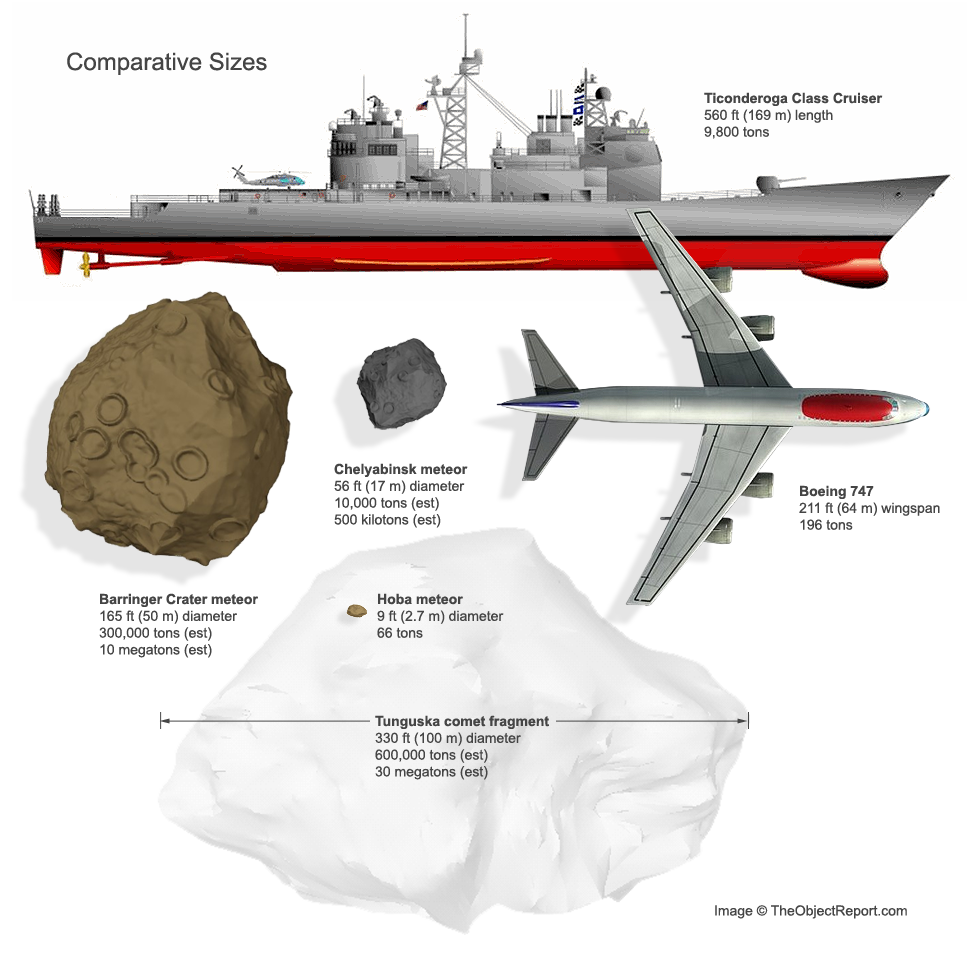 Comparative Sizes
Ticonderoga Class Cruiser
560 ft (169 m) length
9,800 tons
Chelyabinsk meteor
56 ft (17 m) diameter
10,000 tons (est)
500 kilotons (est)
Boeing 747
211 ft (64 m) wingspan
196 tons
Barringer Crater meteor
165 ft (50 m) diameter
300,000 tons (est)
10 megatons (est)
Hoba meteor
9 ft (2.7 m) diameter
66 tons
Tunguska comet fragment
330 ft (100 m) diameter
600,000 tons (est)
30 megatons (est)
Image © TheObjectReport.com